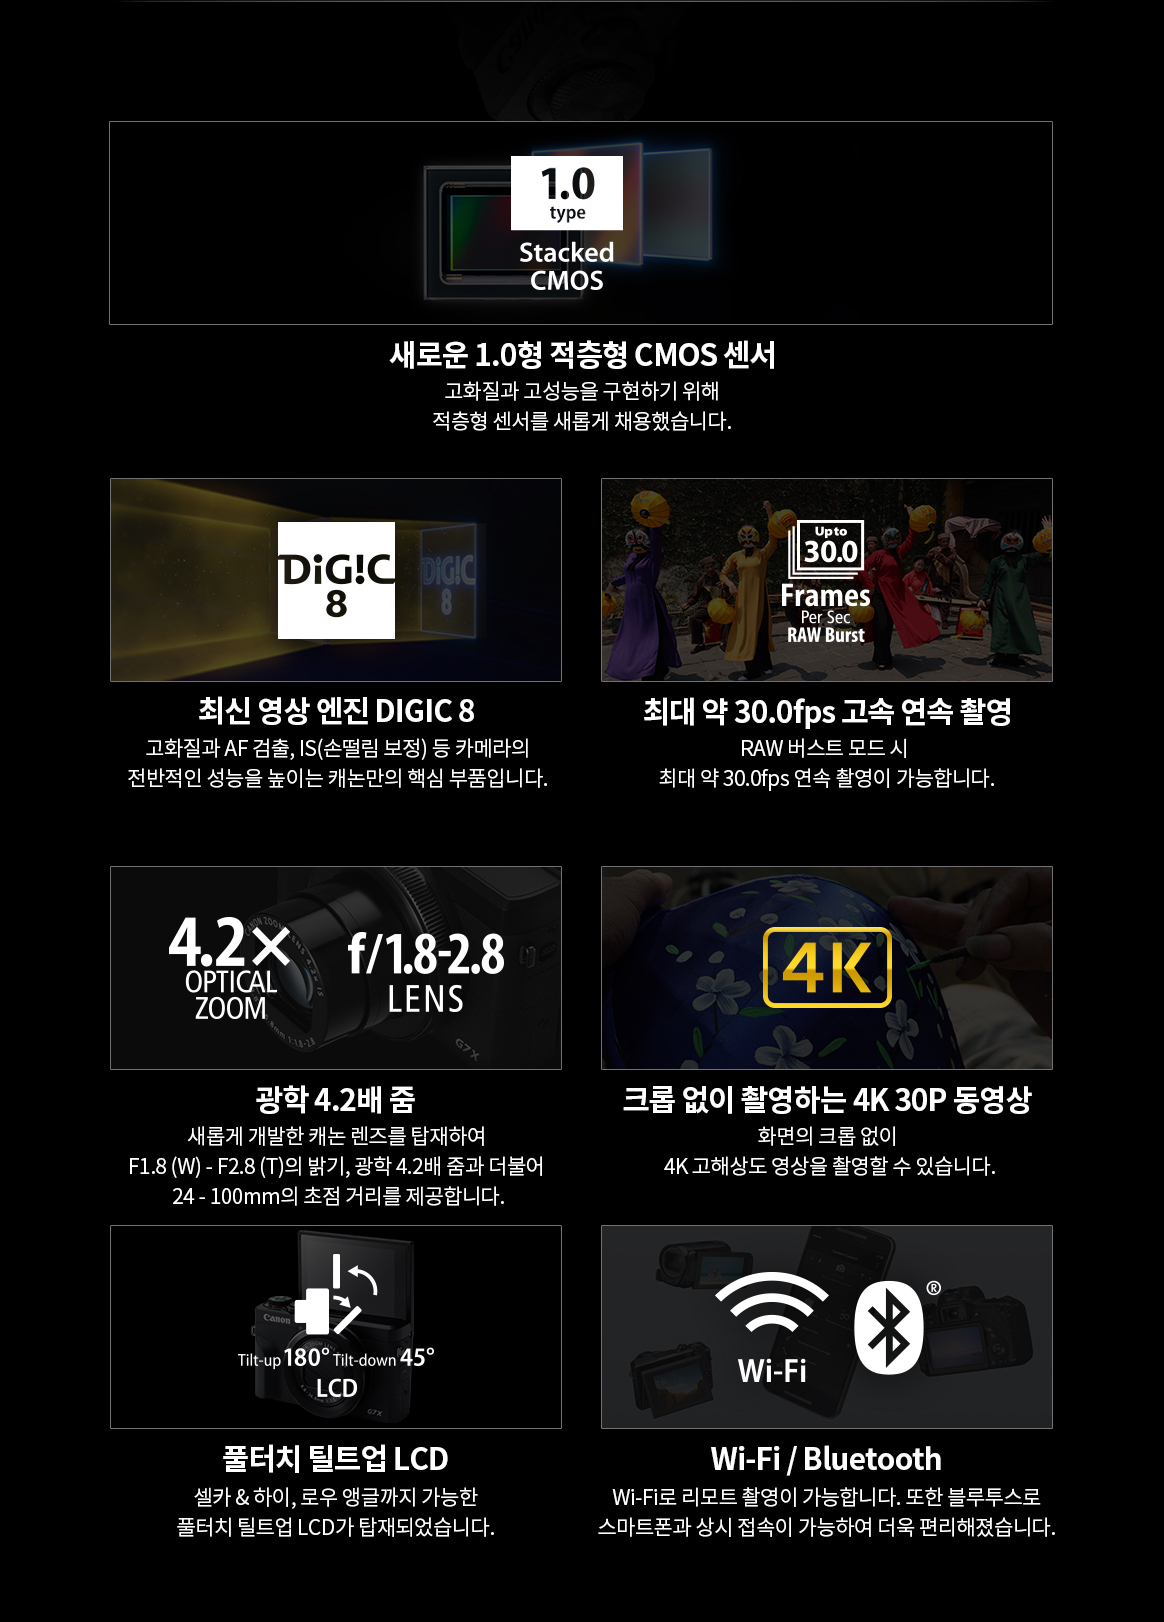 1.0
type
Stacked
CMOS
새로운 1.0형 적층형 CMOS 센서
고화질과 고성능을 구현하기 위해
적층형 센서를 새롭게 채용했습니다.
DiG!C
8
DiG!C
8
최신 영상 엔진 DIGIC 8
고화질과 AF 검출, IS(손떨림 보정) 등 카메라의
전반적인 성능을 높이는 캐논만의 핵심 부품입니다.
Up to
30.0
Frames
Per Sec
RAW Burst
최대 약 30.0fps 고속 연속 촬영
RAW 버스트 모드 시
최대 약 30.0fps 연속 촬영이 가능합니다.
4.2×
OPTICAL
ZOOM
f/1.8-2.8
LENS
CANON ZOOM LENS 4.2× IS
1:1.8-2.8
G7X
광학 4.2배 줌
새롭게 개발한 캐논 렌즈를 탑재하여
F1.8 (W) - F2.8 (T)의 밝기, 광학 4.2배 줌과 더불어
24 - 100mm의 초점 거리를 제공합니다.
4K
크롭 없이 촬영하는 4K 30P 동영상
화면의 크롭 없이
4K 고해상도 영상을 촬영할 수 있습니다.
Canon
Tilt-up 180° Tilt-down 45°
LCD
G7X
풀터치 틸트업 LCD
셀카 & 하이, 로우 앵글까지 가능한
풀터치 틸트업 LCD가 탑재되었습니다.
Wi-Fi
®
Wi-Fi / Bluetooth
Wi-Fi로 리모트 촬영이 가능합니다. 또한 블루투스로
스마트폰과 상시 접속이 가능하여 더욱 편리해졌습니다.